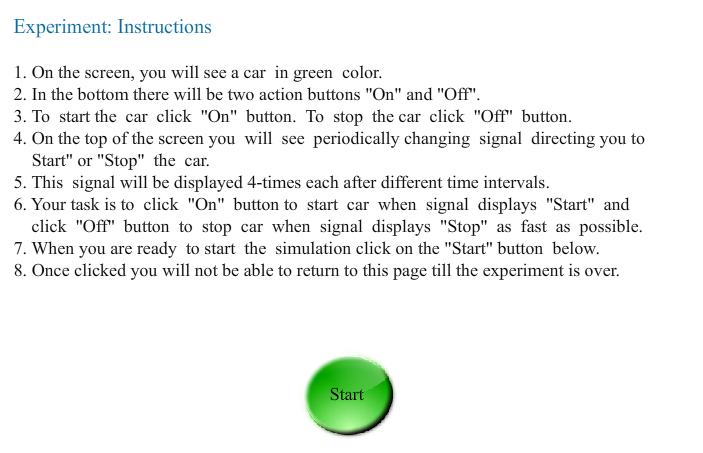 Experiment: Instructions
1. On the screen, you will see a car in green color.
2. In the bottom there will be two action buttons "On" and "Off".
3. To start the car click "On" button. To stop the car click "Off" button.
4. On the top of the screen you will see periodically changing signal directing you to
Start" or "Stop" the car.
5. This signal will be displayed 4-times each after different time intervals.
6. Your task is to click "On" button to start car when signal displays "Start" and
click "Off" button to stop car when signal displays "Stop" as fast as possible.
7. When you are ready to start the simulation click on the "Start" button below.
8. Once clicked you will not be able to return to this page till the experiment is over.
Start